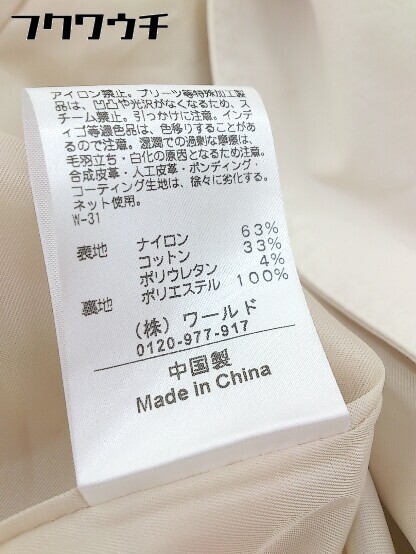 フクワウチ
アイロン禁止。プリーツ等特殊加工製
品は、凹凸や光沢がなくなるため、ス
チーム禁止。引っかけに注意。インデ
ィゴ等濃色品は、色移りすることがあ
るので注意。湿潤での過剰な摩擦は、
毛羽立ち・白化の原因となるため注意。
合成皮革・人工皮革・ボンディング・
コーティング生地は、徐々に劣化する。
ネット使用。
W-31
表地 ナイロン 63%
コットン 33%
ポリウレタン 4%
裏地 ポリエステル 100%
(株) ワールド
0120-977-917
中国製
Made in China